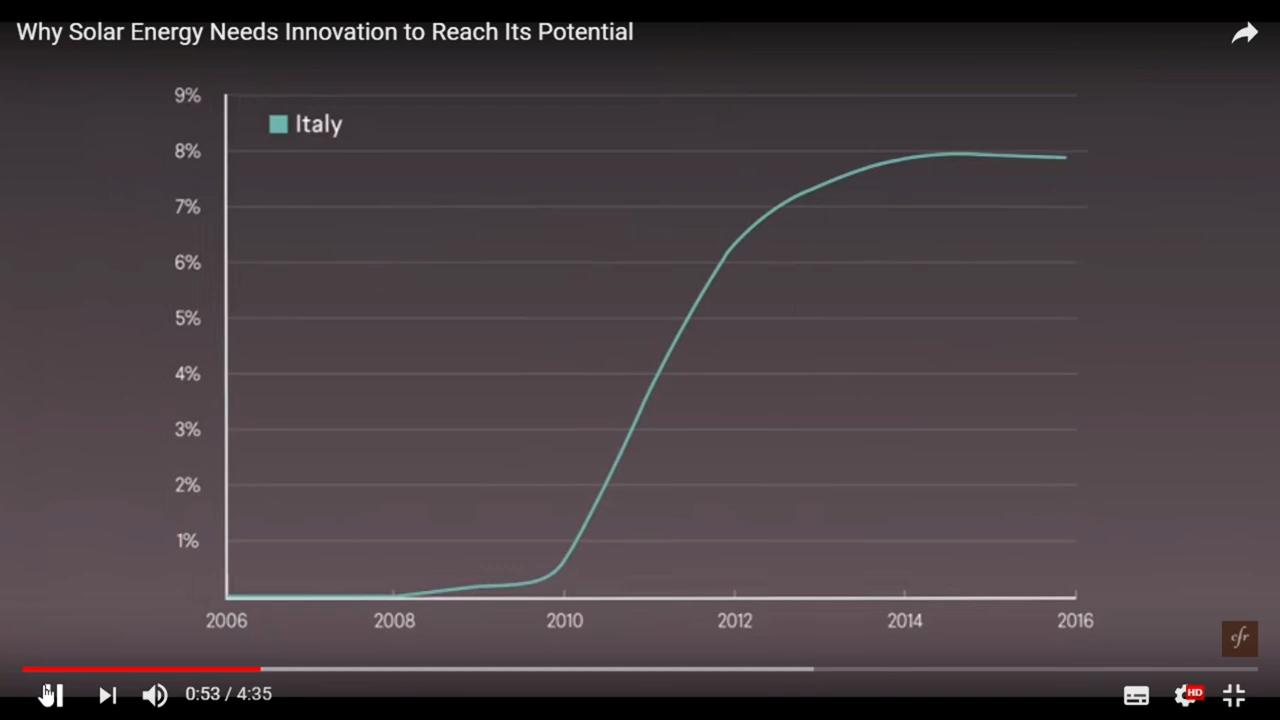 Why Solar Energy Needs Innovation to Reach Its Potential
9%
Italy
8%
7%
6%
5%
4%
3%
2%
1%
2006 2008 2010 2012 2014 2016
cfr
0:53 / 4:35
HD